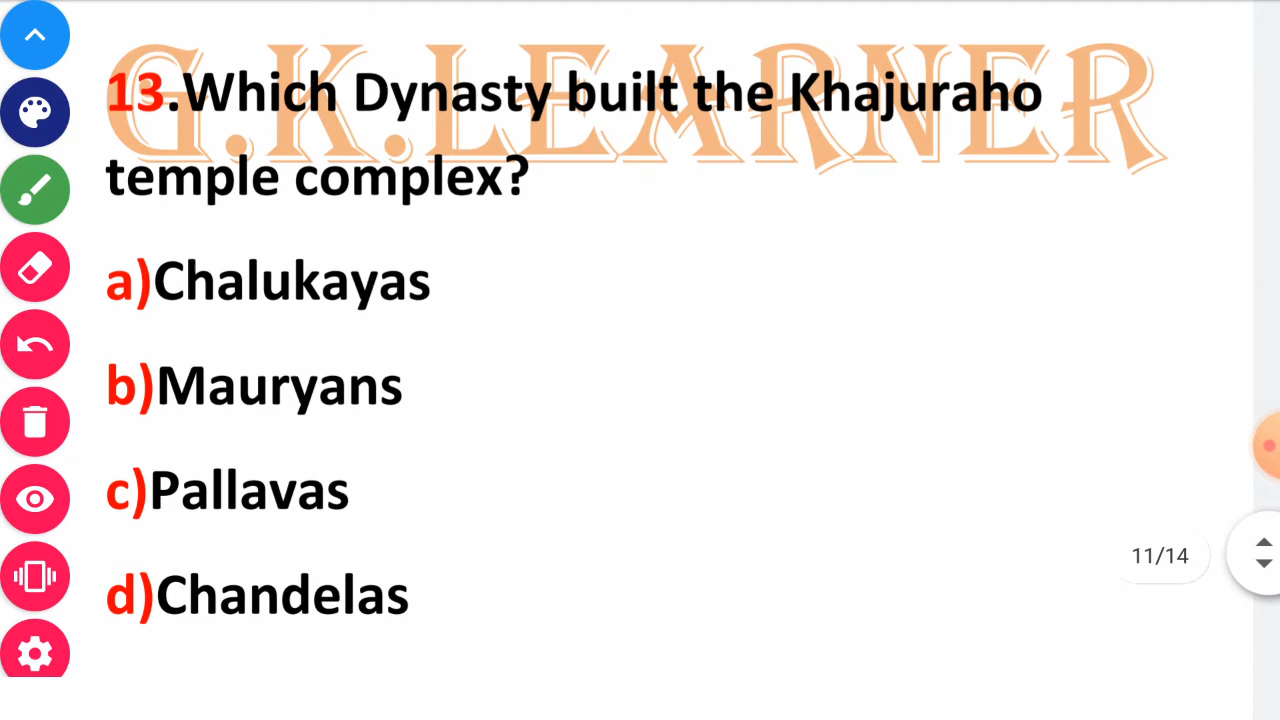 G.K.LEARNER
13.Which Dynasty built the Khajuraho
temple complex?
a)Chalukayas
b)Mauryans
c)Pallavas
d)Chandelas
11/14